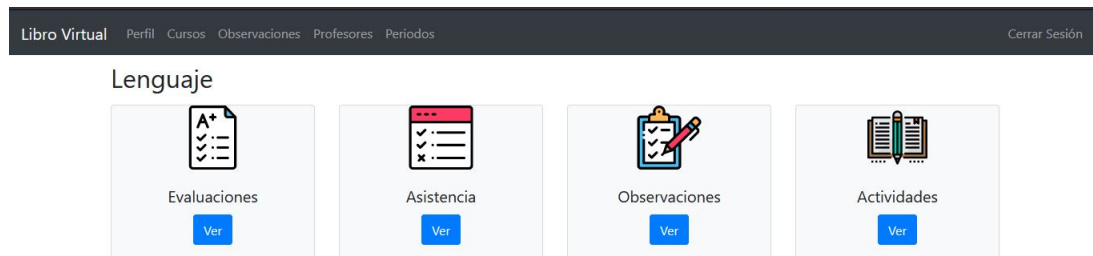 Libro Virtual Perfil Cursos Observaciones Profesores Periodos Cerrar Sesión
Lenguaje
A+
Evaluaciones Asistencia Observaciones Actividades
Ver Ver Ver Ver